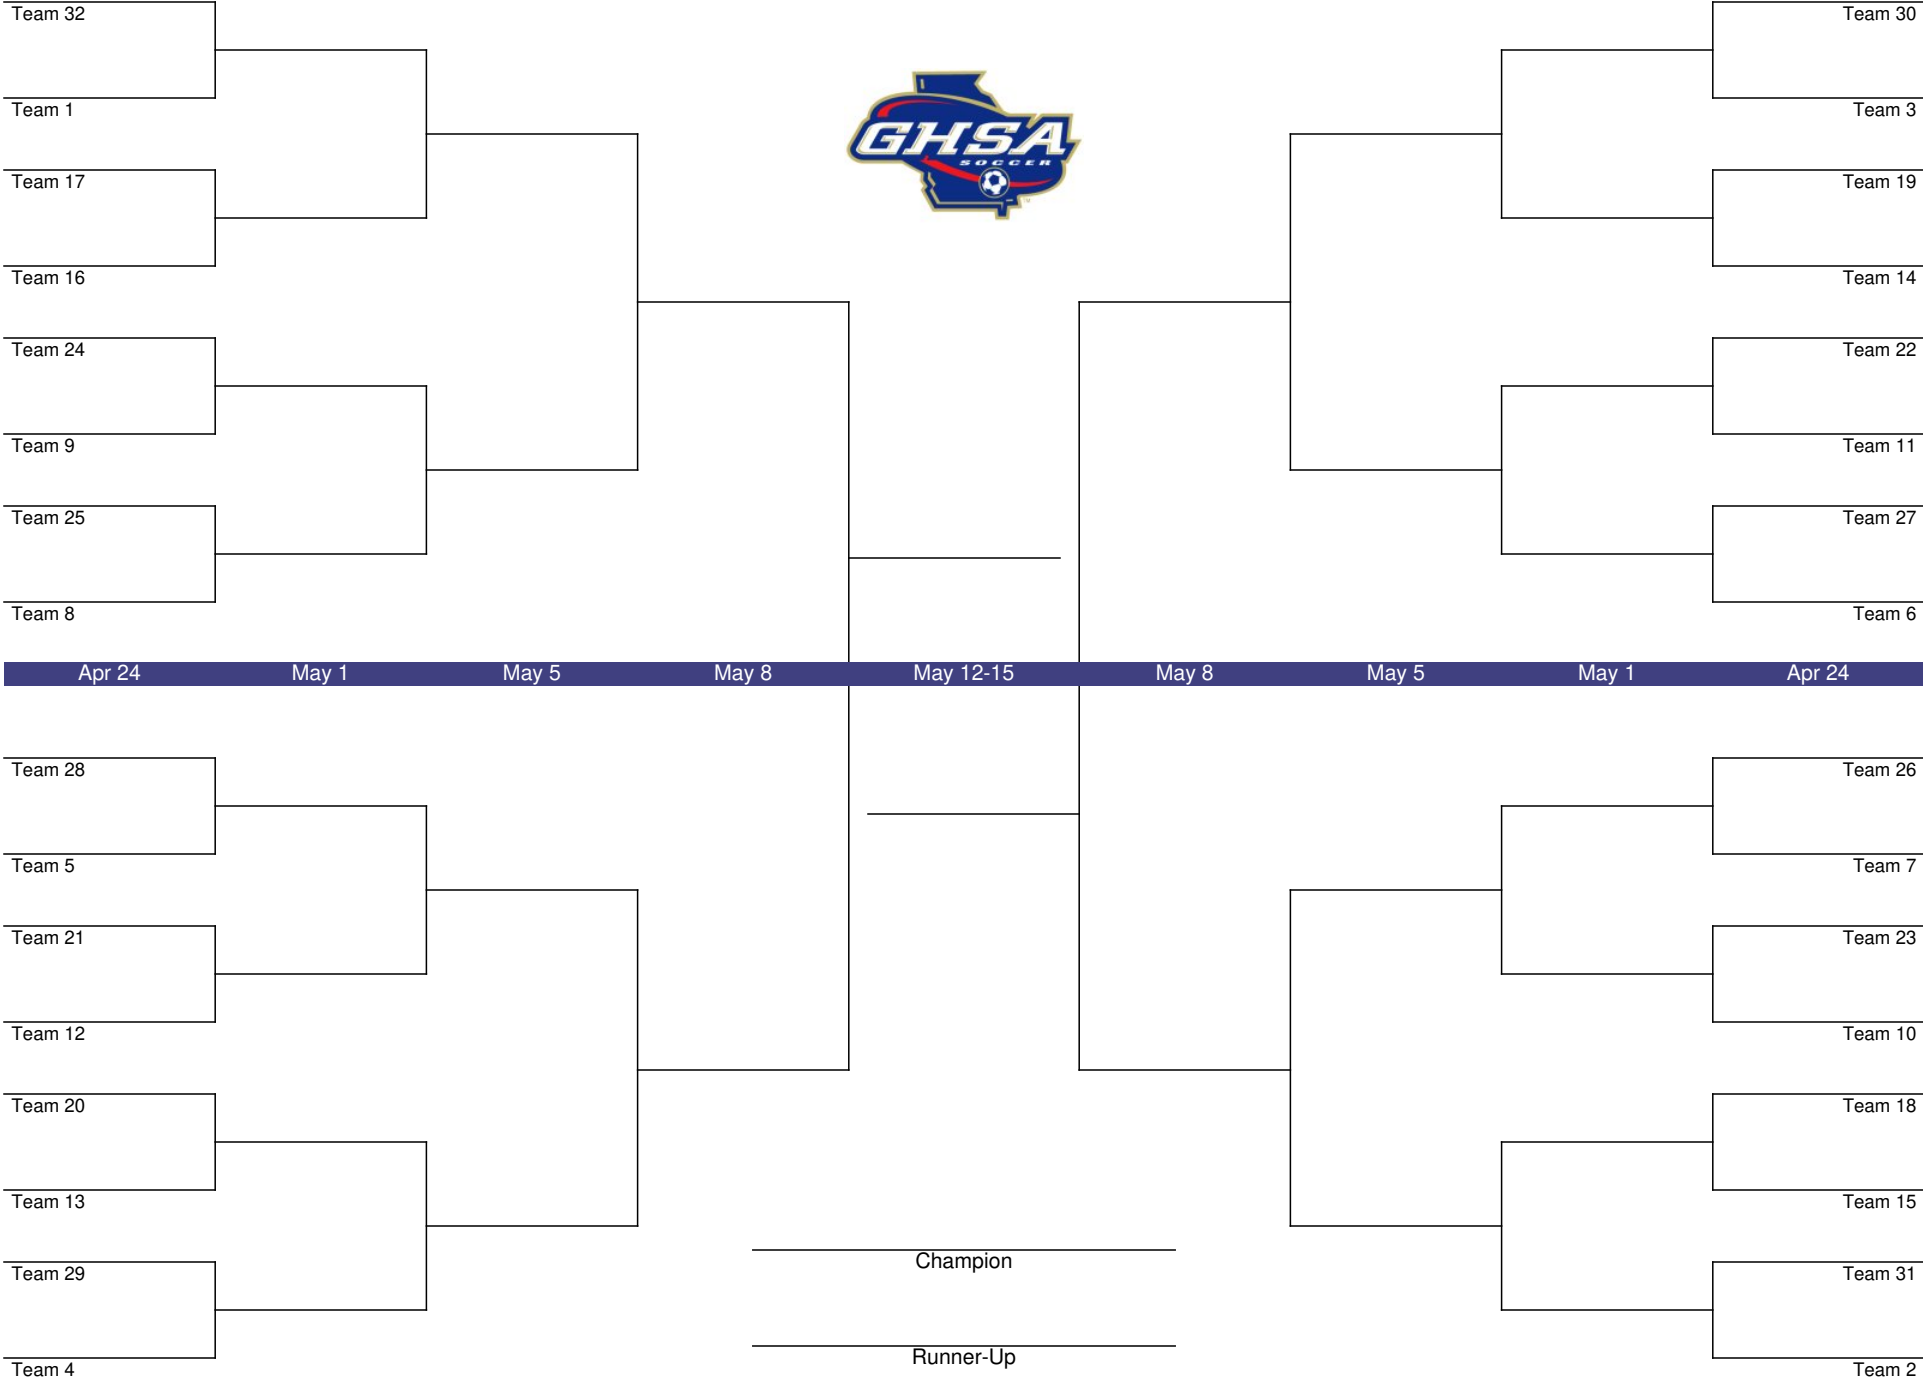 Team 32
Team 30
Team 1
Team 3
GHSA
SOCCER
Team 17
Team 19
Team 16
Team 14
Team 24
Team 22
Team 9
Team 11
Team 25
Team 27
Team 8
Team 6
Apr 24 May 1 May 5 May 8 May 12-15 May 8 May 5 May 1 Apr 24
Team 28
Team 26
Team 5
Team 7
Team 21
Team 23
Team 12
Team 10
Team 20
Team 18
Team 13
Team 15
Champion
Team 29
Team 31
Runner-Up
Team 4
Team 2